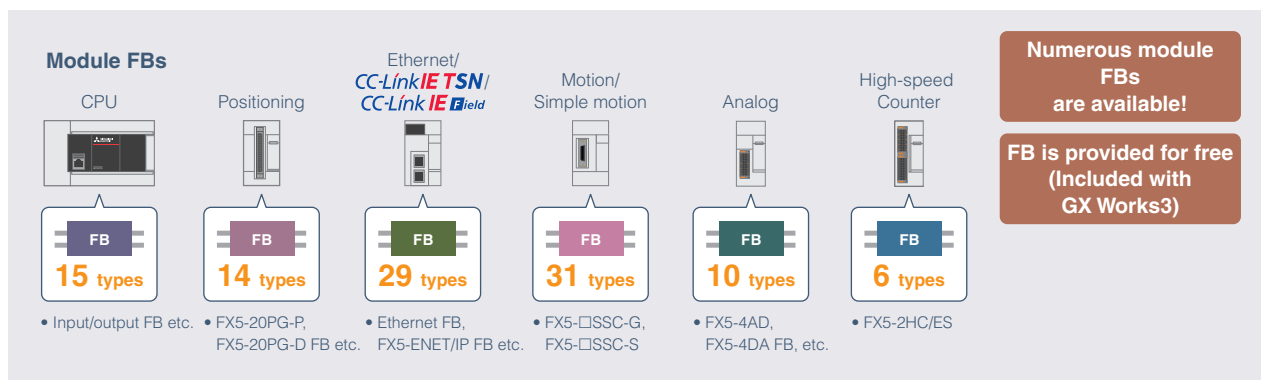 Module FBs
CPU
Positioning
Ethernet/
CC-Link IE TSN/
CC-Link IE Field
Motion/
Simple motion
Analog
High-speed
Counter
FB
15 types
FB
14 types
FB
29 types
FB
31 types
FB
10 types
FB
6 types
• Input/output FB etc.
• FX5-20PG-P,
FX5-20PG-D FB etc.
• Ethernet FB,
FX5-ENET/IP FB etc.
• FX5-□SSC-G,
FX5-□SSC-S
• FX5-4AD,
FX5-4DA FB, etc.
• FX5-2HC/ES
Numerous module
FBs
are available!
FB is provided for free
(Included with
GX Works3)